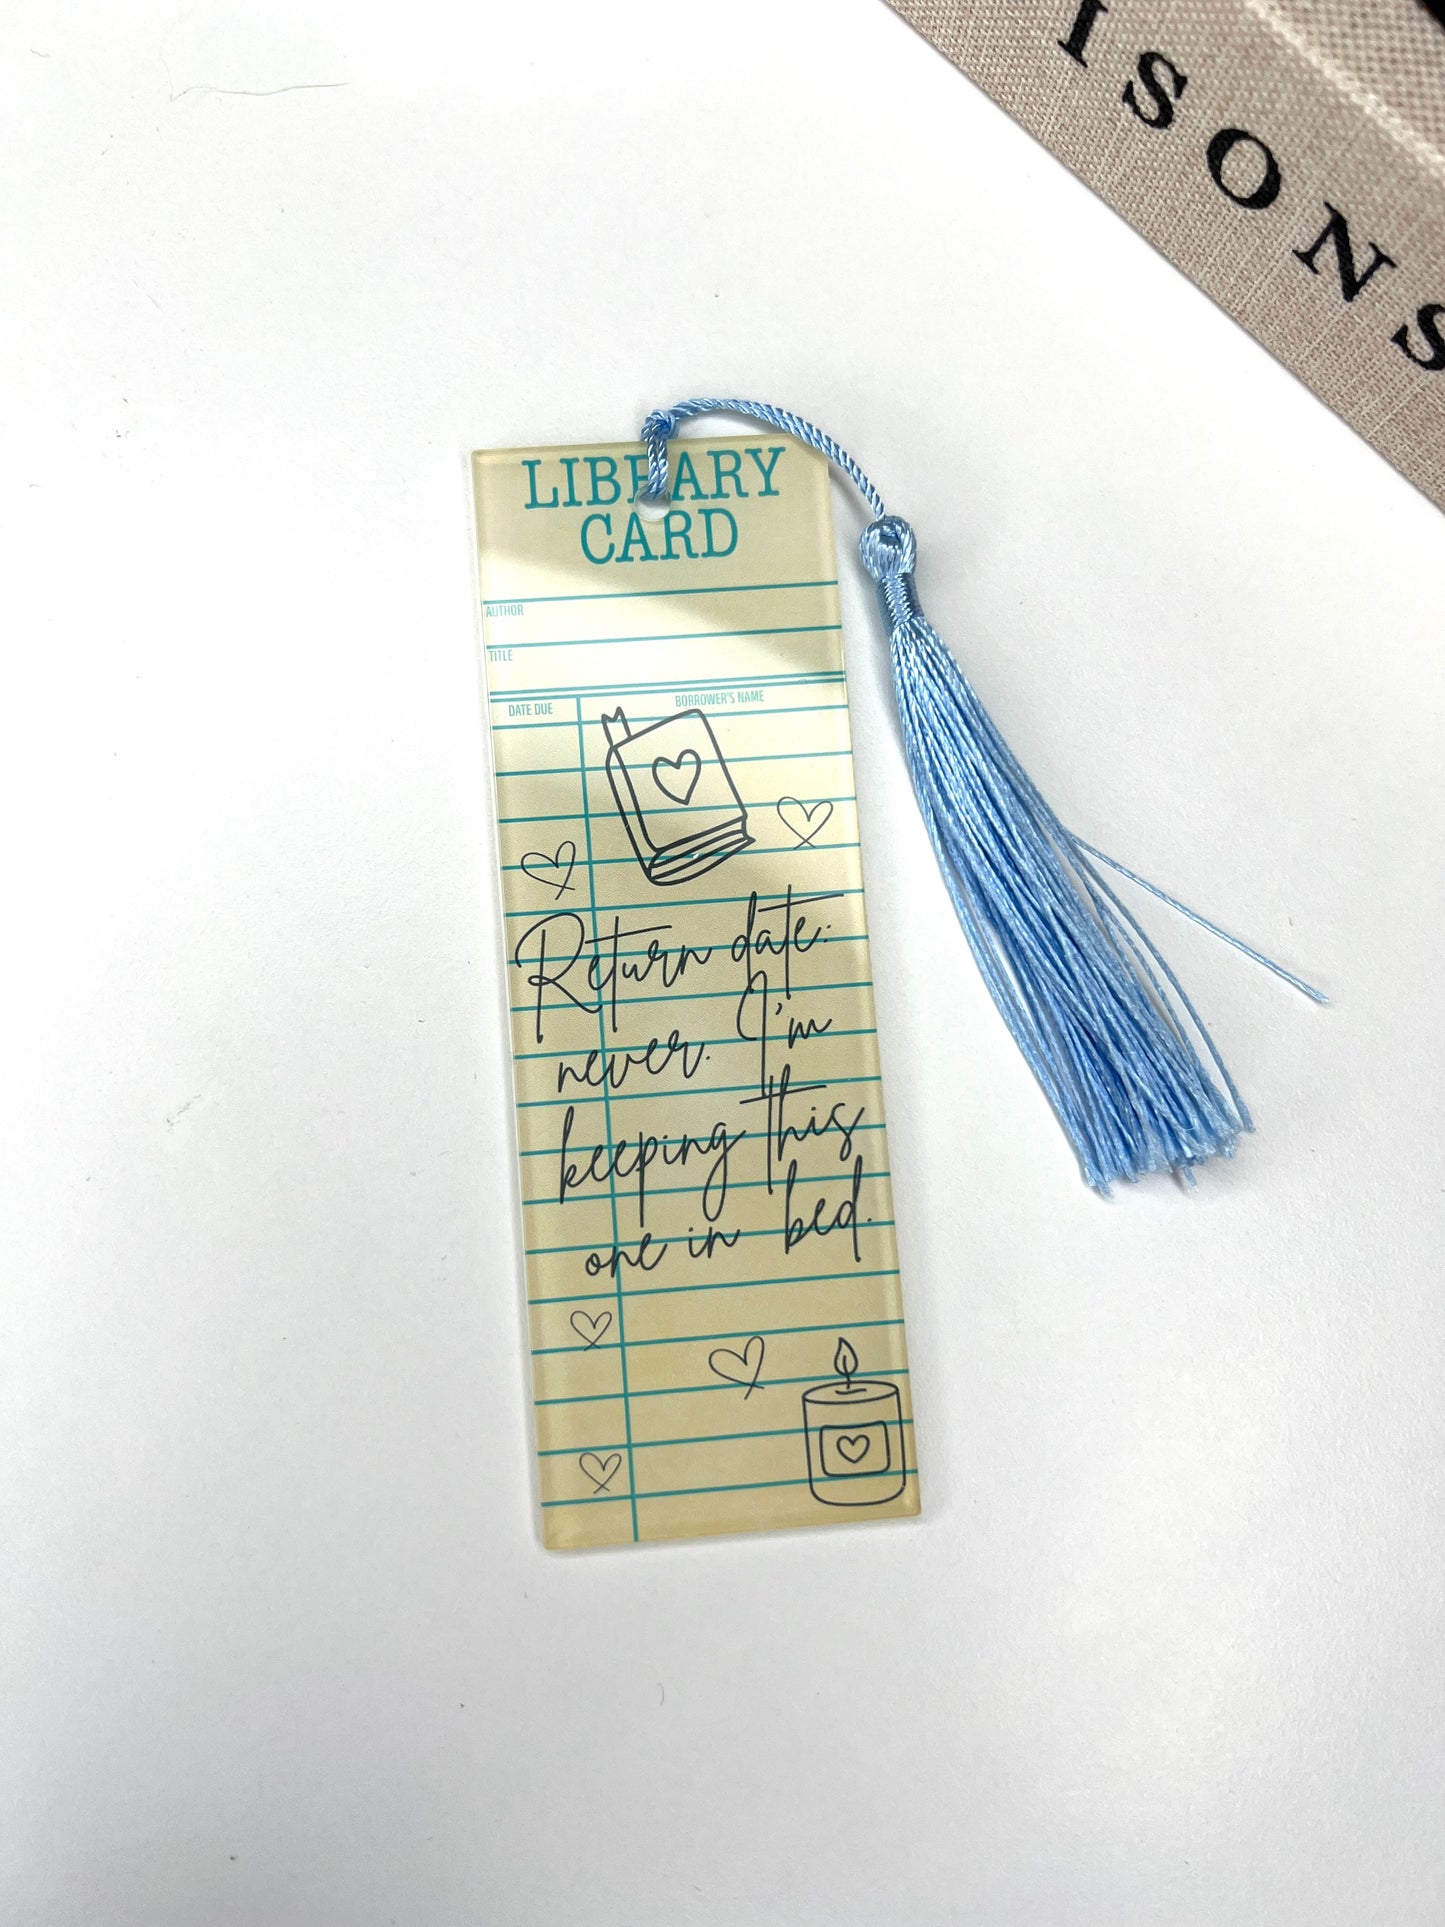 ISONS
LIBRARY
CARD
AUTHOR
TITLE
DATE DUE
BORROWER'S NAME
Return date:
never. I'm
keeping this
one in bed.